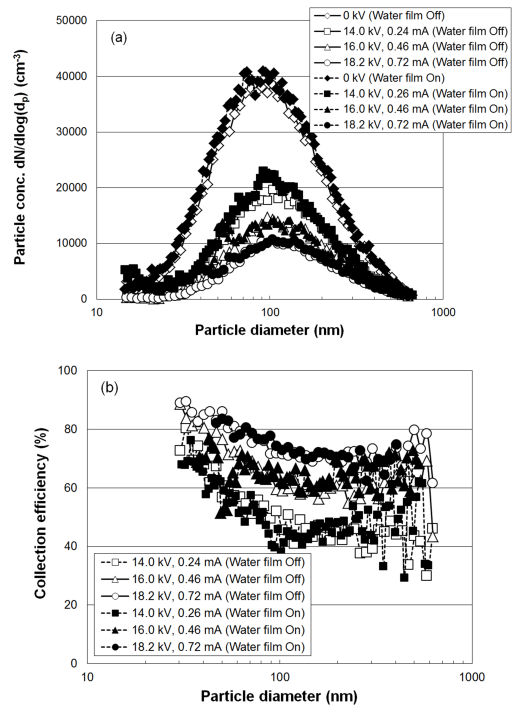 (a)
0 kV (Water film Off)
14.0 kV, 0.24 mA (Water film Off)
16.0 kV, 0.46 mA (Water film Off)
18.2 kV, 0.72 mA (Water film Off)
0 kV (Water film On)
14.0 kV, 0.26 mA (Water film On)
16.0 kV, 0.46 mA (Water film On)
18.2 kV, 0.72 mA (Water film On)
Particle conc. dN/dlog(dp) (cm-3)
50000
40000
30000
20000
10000
0
10
100
1000
Particle diameter (nm)
(b)
Collection efficiency (%)
100
80
60
40
20
0
14.0 kV, 0.24 mA (Water film Off)
16.0 kV, 0.46 mA (Water film Off)
18.2 kV, 0.72 mA (Water film Off)
14.0 kV, 0.26 mA (Water film On)
16.0 kV, 0.46 mA (Water film On)
18.2 kV, 0.72 mA (Water film On)
10
100
1000
Particle diameter (nm)